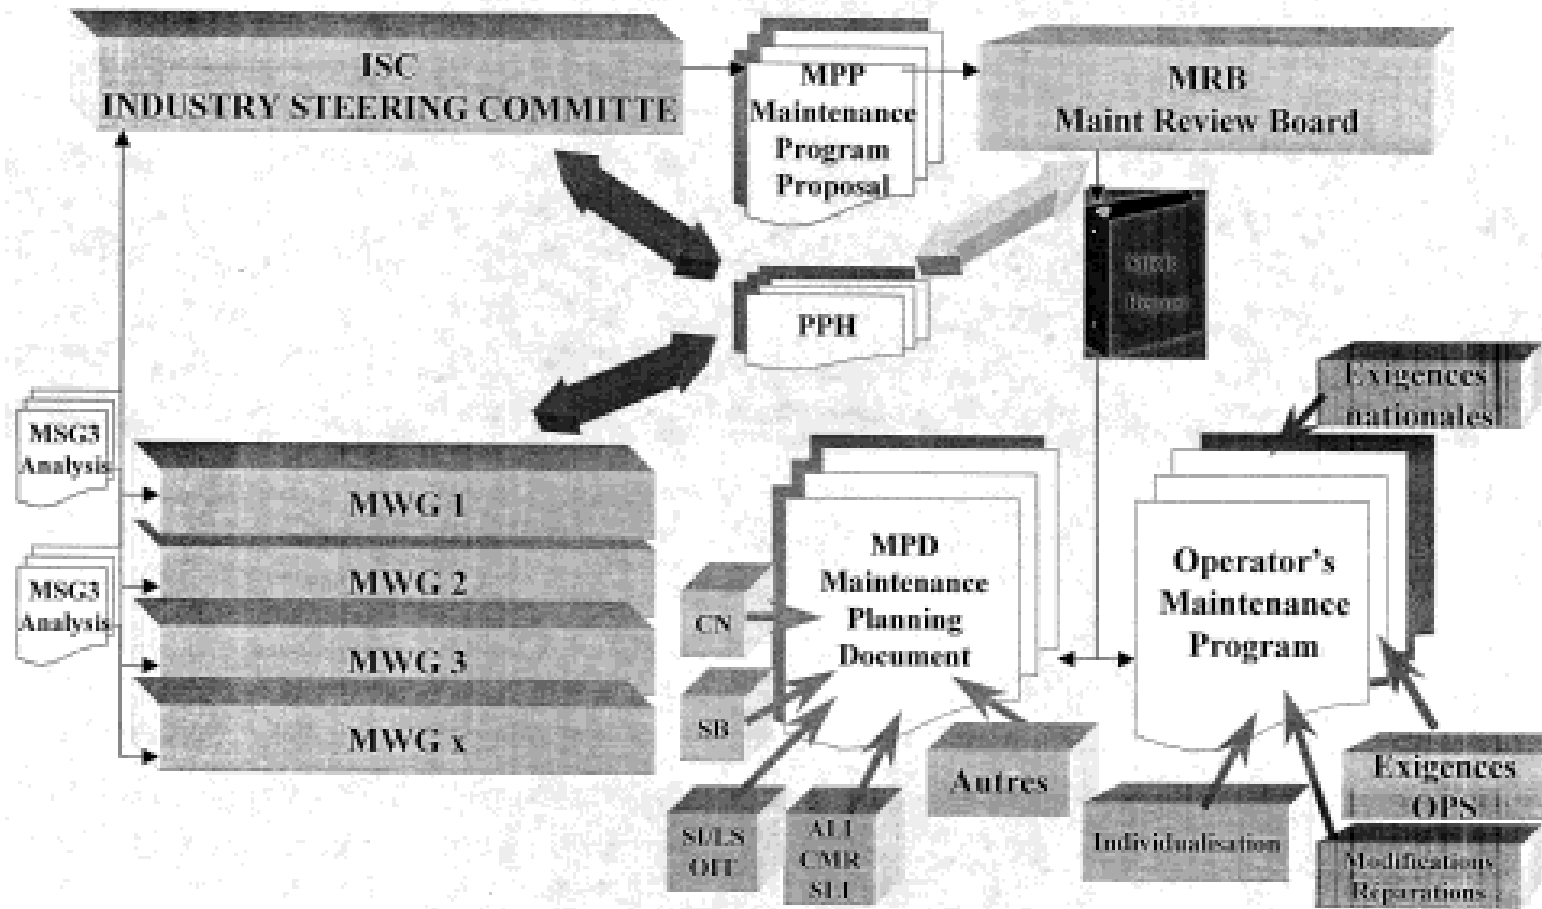 ISC
INDUSTRY STEERING COMMITTE
MPP
Maintenance
Program
Proposal
MRB
Maint Review Board
PPH
Exigences
nationales
MSG3
Analysis
MSG3
Analysis
MWG 1
MWG 2
MWG 3
MWG x
MPD
Maintenance
Planning
Document
Operator's
Maintenance
Program
CN
SB
SI/LS
OIT
ALI
CMR
SLI
Autres
Individualisation
Exigences
OPS
Modifications
Réparations